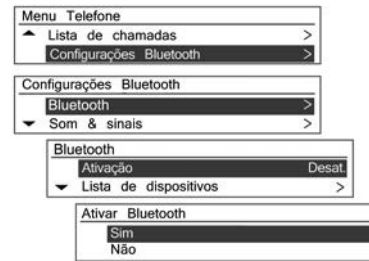 Menu Telefone
Lista de chamadas >
Configurações Bluetooth >
Configurações Bluetooth
Bluetooth >
Som & sinais >
Bluetooth
Ativação Desat.
Lista de dispositivos >
Ativar Bluetooth
Sim
Não